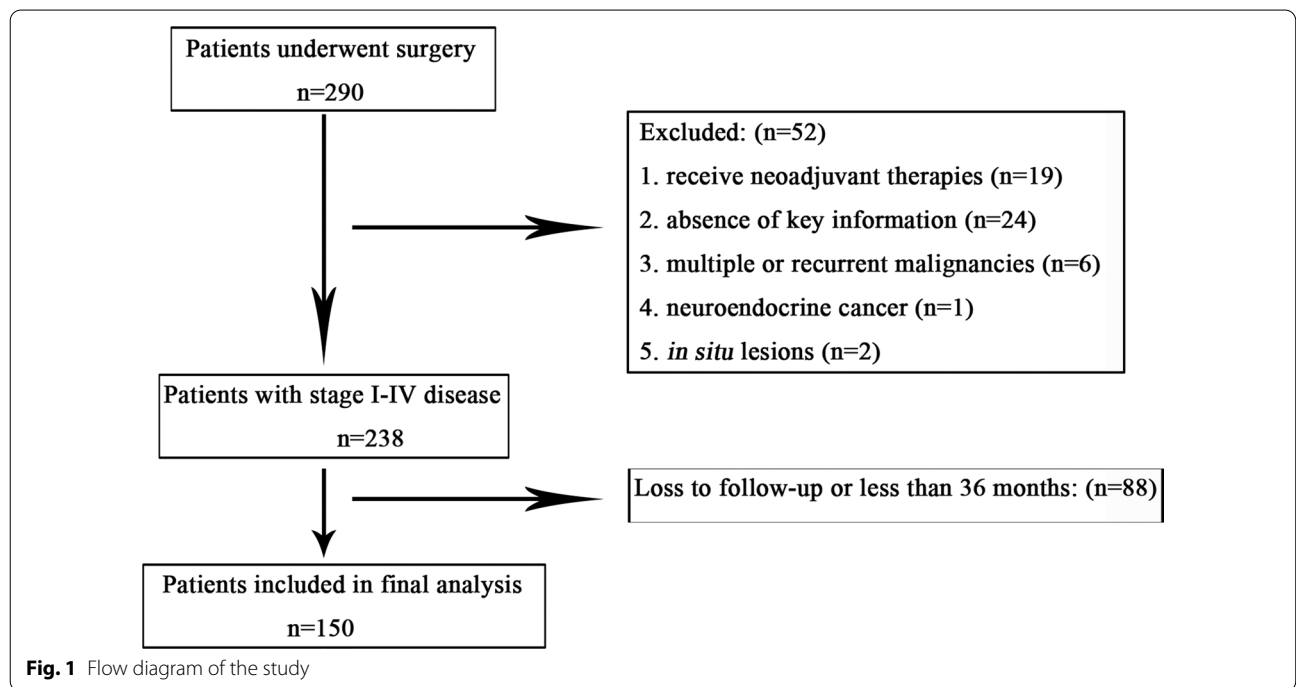 Patients underwent surgery
n=290
Excluded: (n=52)
1. receive neoadjuvant therapies (n=19)
2. absence of key information (n=24)
3. multiple or recurrent malignancies (n=6)
4. neuroendocrine cancer (n=1)
5. in situ lesions (n=2)
Patients with stage I-IV disease
n=238
Loss to follow-up or less than 36 months: (n=88)
Patients included in final analysis
n=150
Fig. 1 Flow diagram of the study